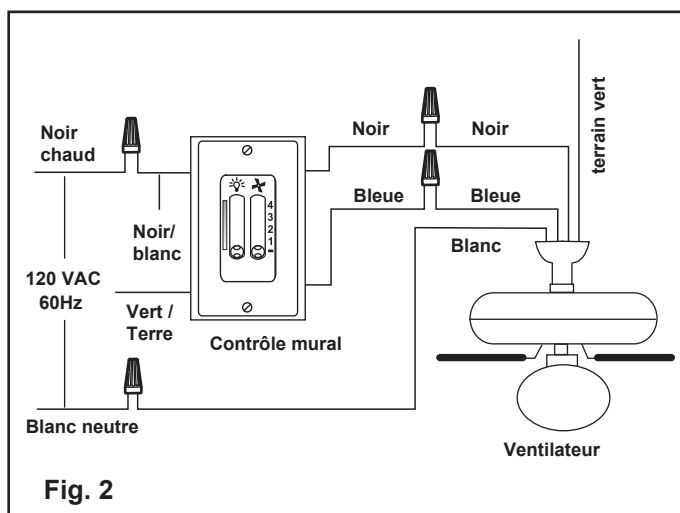 Noir
chaud
Noir/
blanc
120 VAC
60Hz
Vert /
Terre
Blanc neutre
4
3
2
1
-
Contrôle mural
Noir
Noir
Bleue
Bleue
Blanc
terrain vert
Ventilateur
Fig. 2